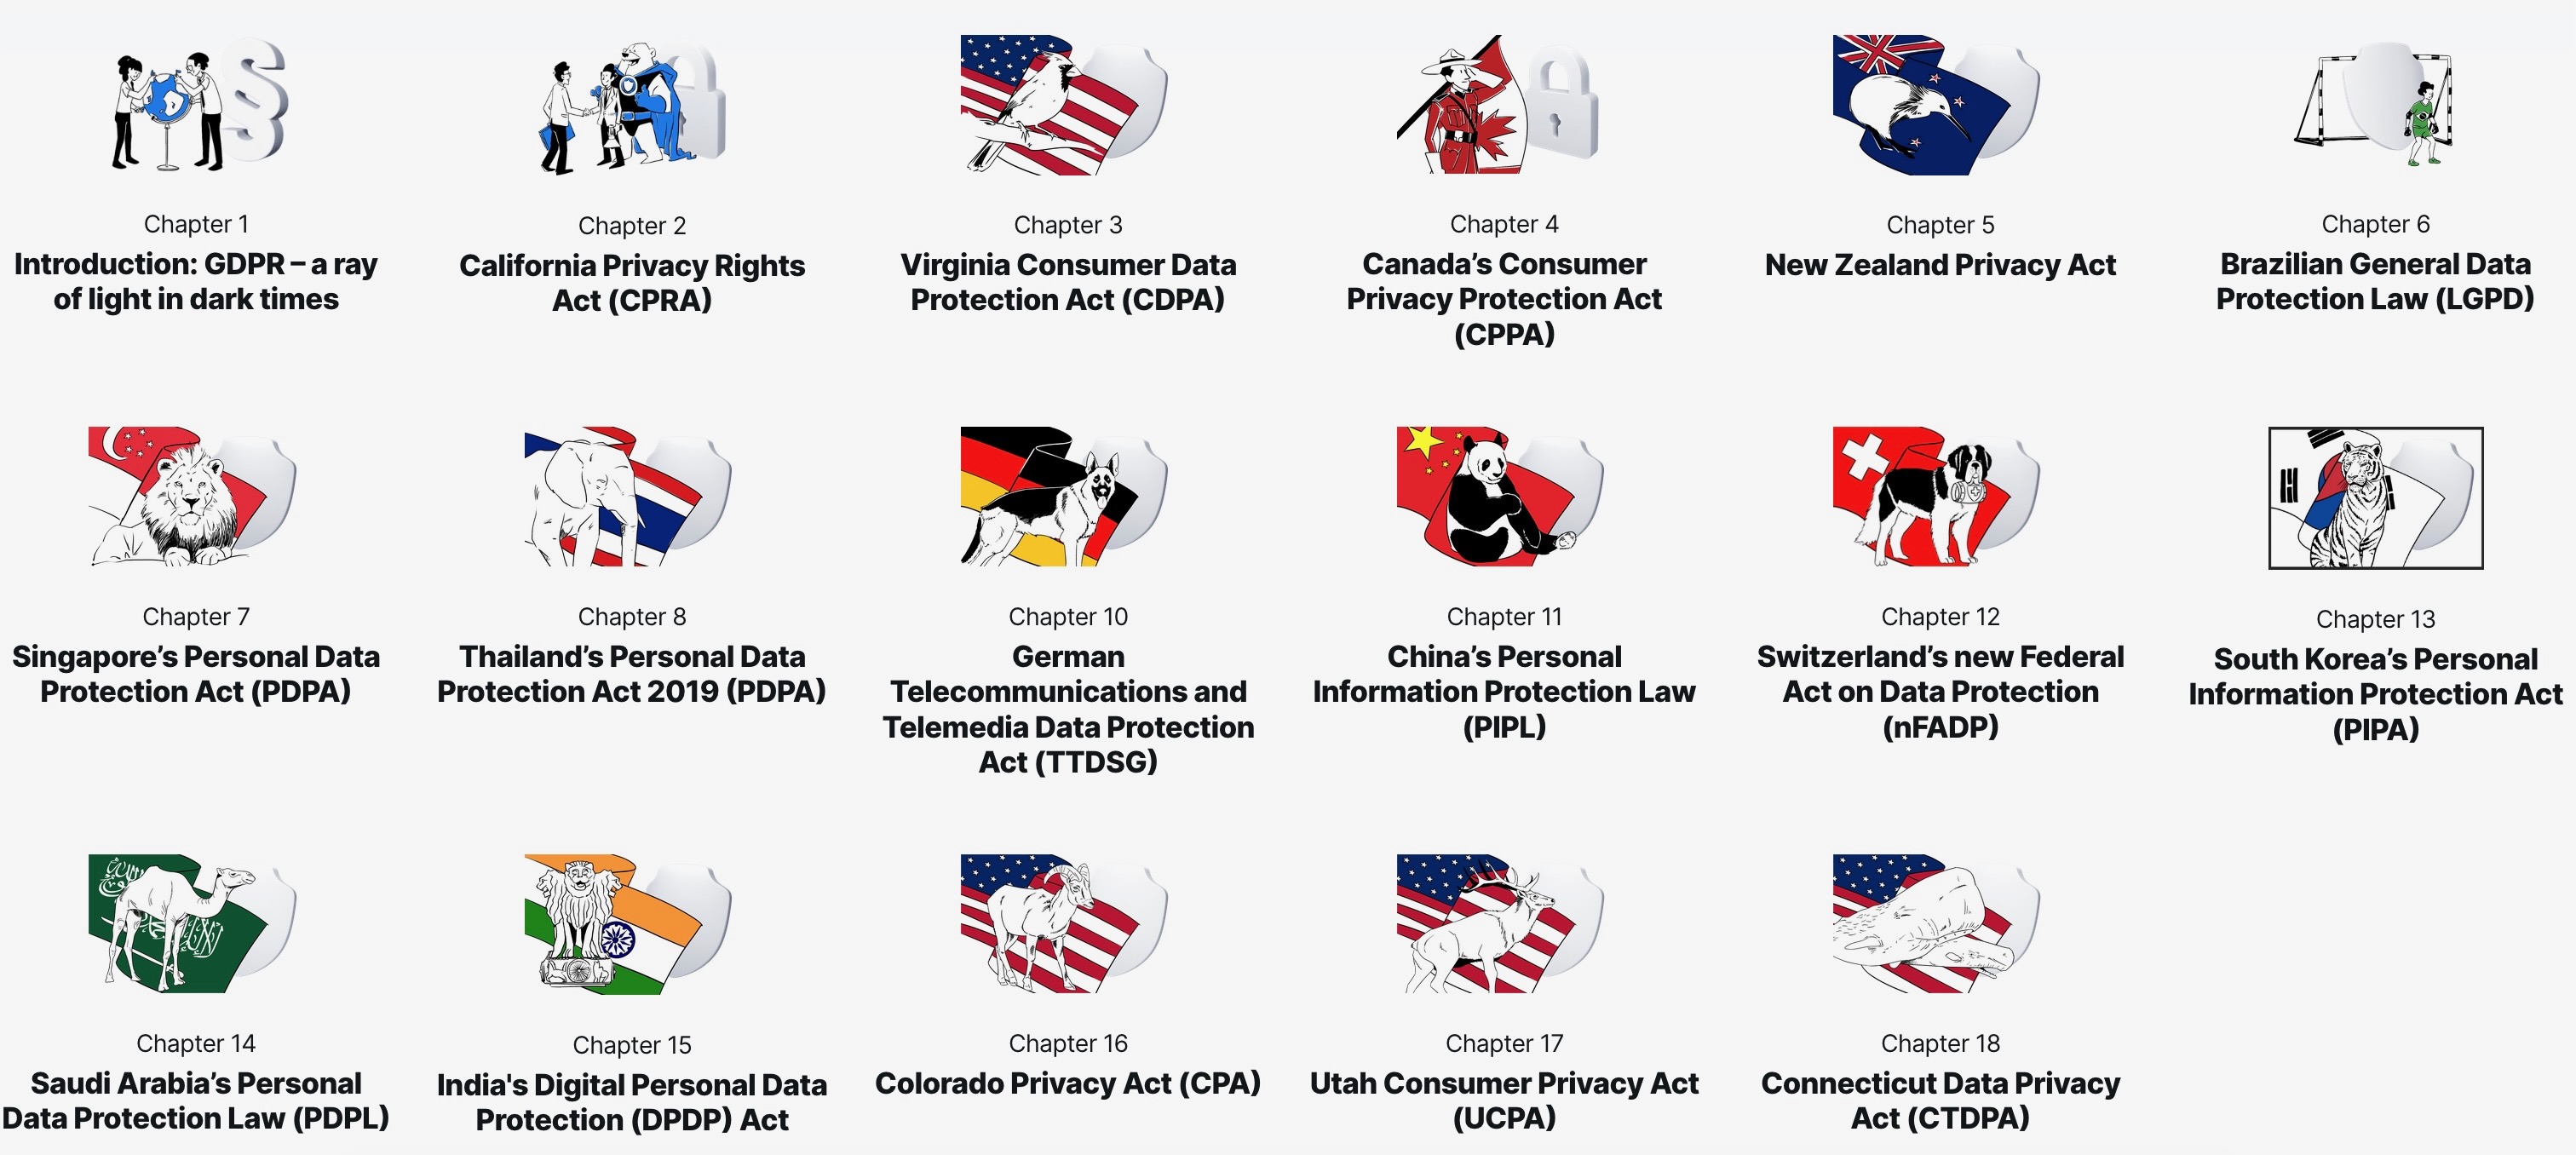 Chapter 1
Introduction: GDPR – a ray
of light in dark times
Chapter 2
California Privacy Rights
Act (CPRA)
Chapter 3
Virginia Consumer Data
Protection Act (CDPA)
Chapter 4
Canada’s Consumer
Privacy Protection Act
(CPPA)
Chapter 5
New Zealand Privacy Act
Chapter 6
Brazilian General Data
Protection Law (LGPD)
Chapter 7
Singapore’s Personal Data
Protection Act (PDPA)
Chapter 8
Thailand’s Personal Data
Protection Act 2019 (PDPA)
Chapter 10
German
Telecommunications and
Telemedia Data Protection
Act (TTDSG)
Chapter 11
China’s Personal
Information Protection Law
(PIPL)
Chapter 12
Switzerland’s new Federal
Act on Data Protection
(nFADP)
Chapter 13
South Korea’s Personal
Information Protection Act
(PIPA)
Chapter 14
Saudi Arabia’s Personal
Data Protection Law (PDPL)
Chapter 15
India's Digital Personal Data
Protection (DPDP) Act
Chapter 16
Colorado Privacy Act (CPA)
Chapter 17
Utah Consumer Privacy Act
(UCPA)
Chapter 18
Connecticut Data Privacy
Act (CTDPA)